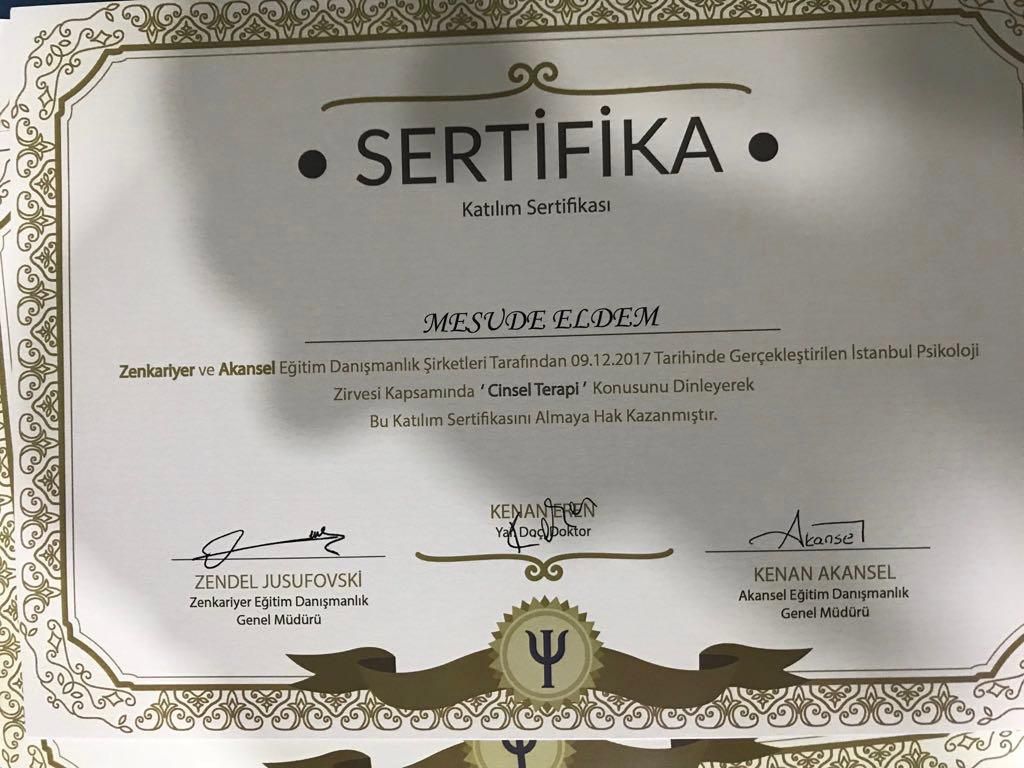 • SERTİFİKA •
Katılım Sertifikası
MESUDE ELDEM
Zenkariyer ve Akansel Eğitim Danışmanlık Şirketleri Tarafından 09.12.2017 Tarihinde Gerçekleştirilen İstanbul Psikoloji
Zirvesi Kapsamında ‘ Cinsel Terapi ’ Konusunu Dinleyerek
Bu Katılım Sertifikasını Almaya Hak Kazanmıştır.
KENAN EREN
Yar. Doç. Doktor
Akansel
ZENDEL JUSUFOVSKİ
Zenkariyer Eğitim Danışmanlık
Genel Müdürü
KENAN AKANSEL
Akansel Eğitim Danışmanlık
Genel Müdürü
Ψ